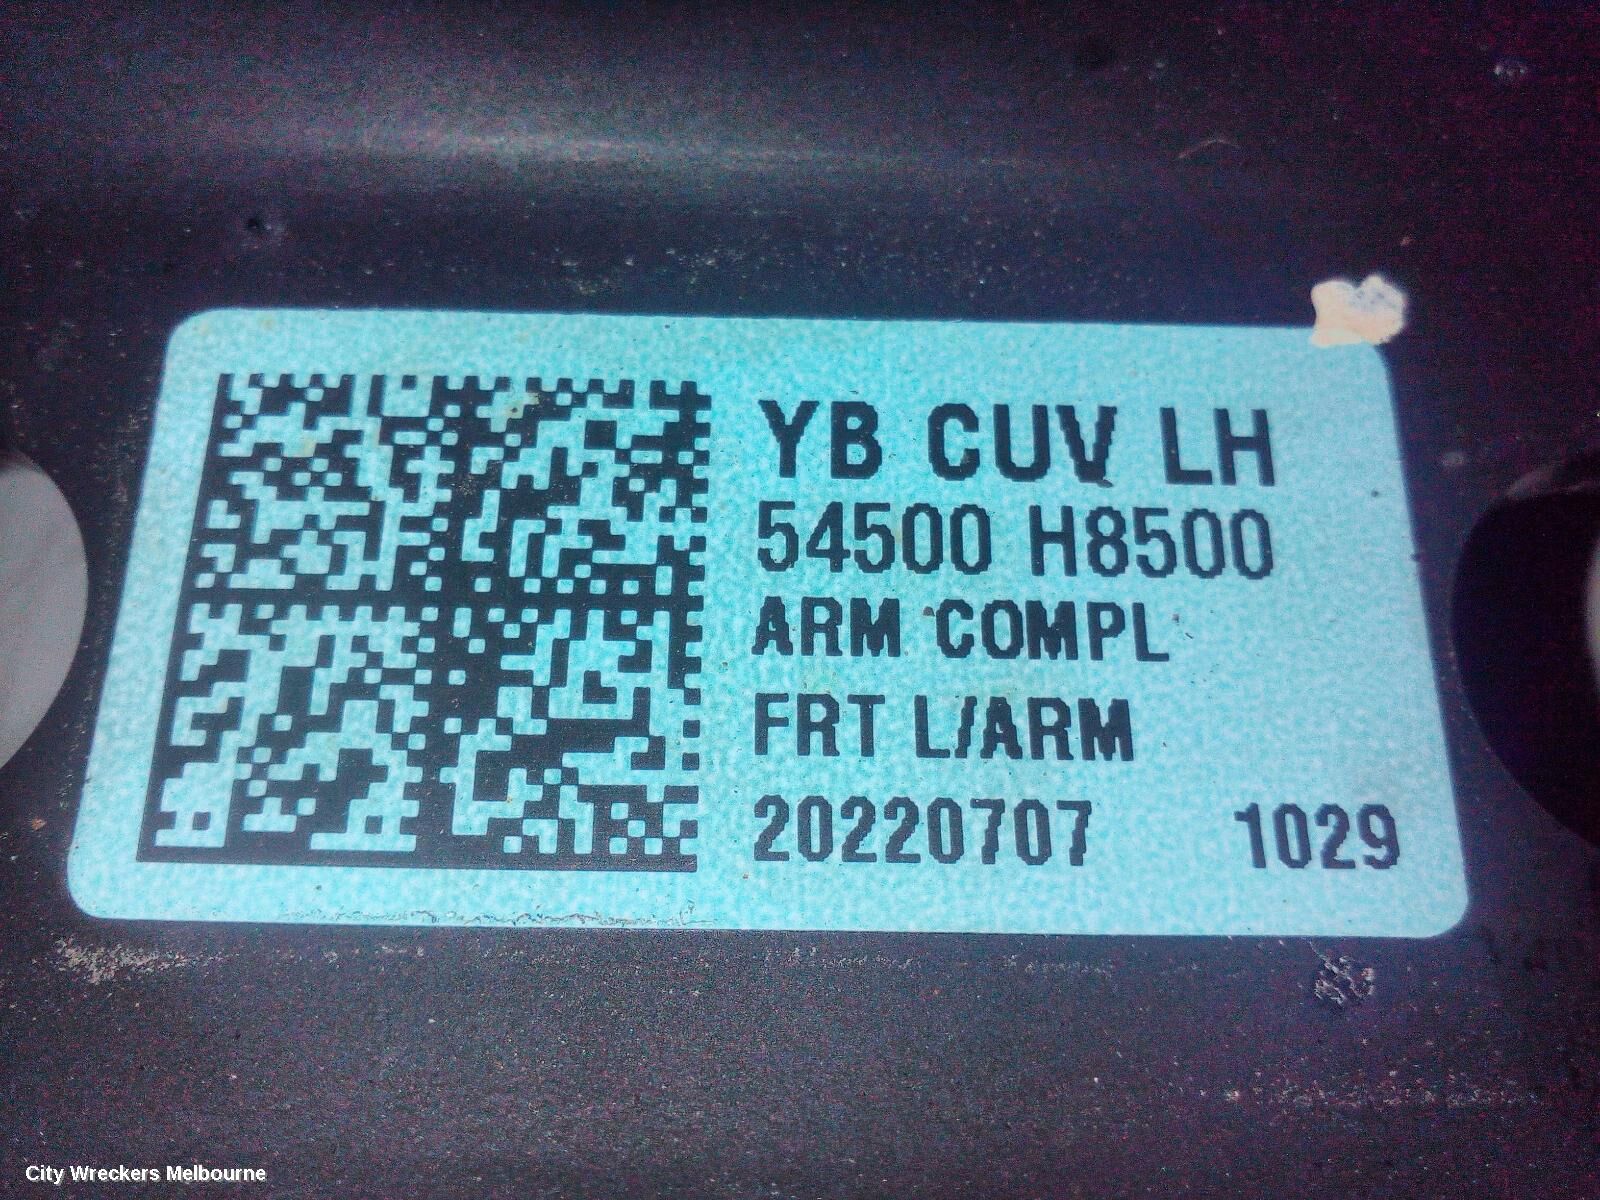 YB CUV LH
54500 H8500
ARM COMPL
FRT L/ARM
20220707 1029
City Wreckers Melbourne